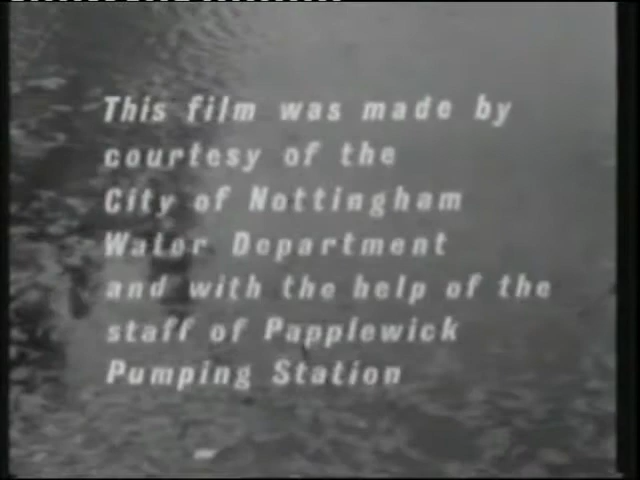 This film was made by
courtesy of the
City of Nottingham
Water Department
and with the help of the
staff of Papplewick
Pumping Station